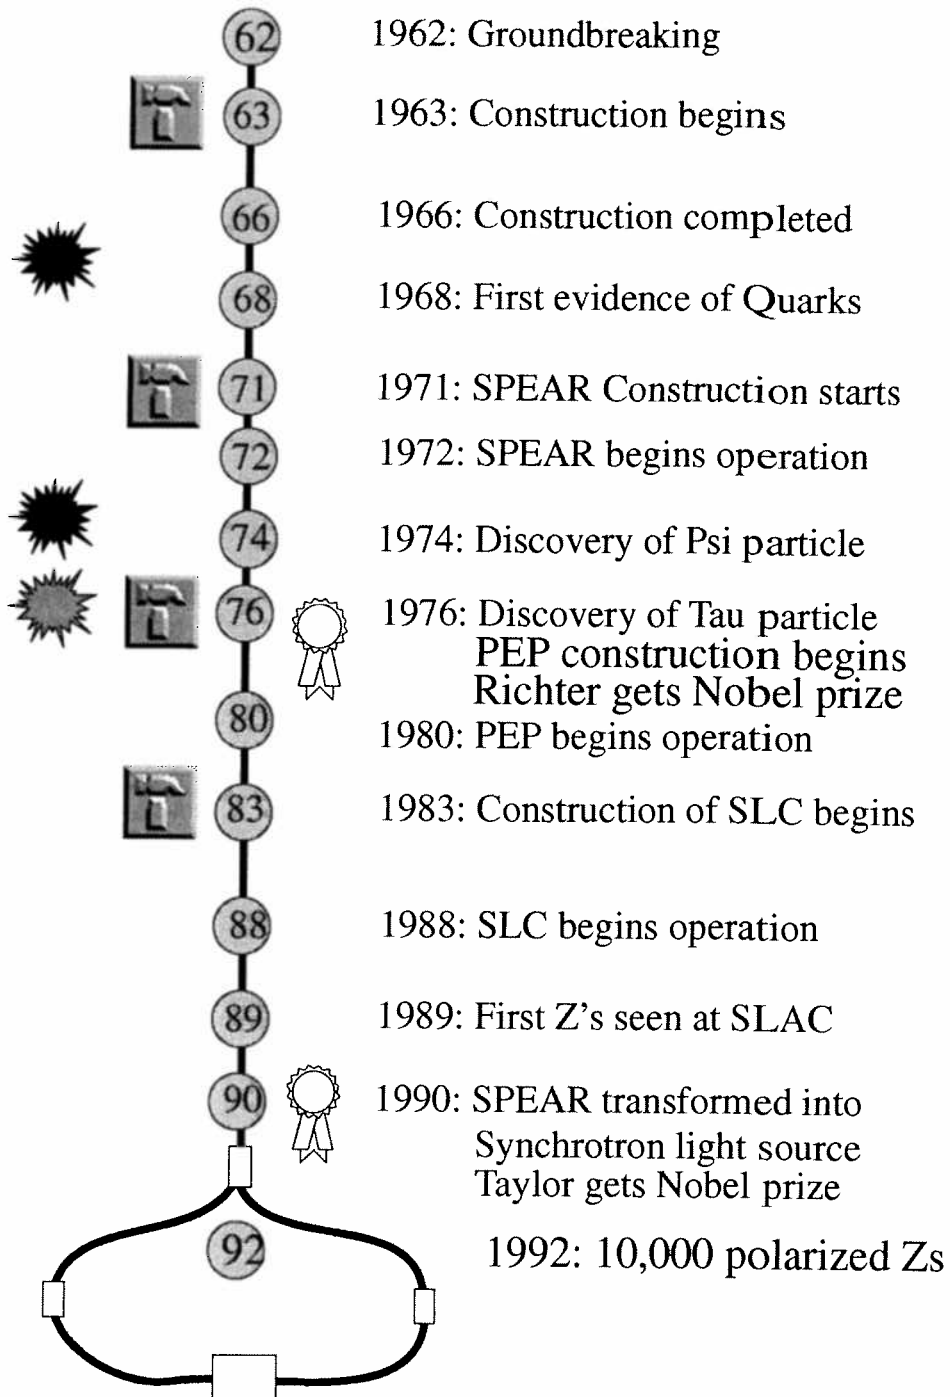 62 1962: Groundbreaking
63 1963: Construction begins
66 1966: Construction completed
68 1968: First evidence of Quarks
71 1971: SPEAR Construction starts
72 1972: SPEAR begins operation
74 1974: Discovery of Psi particle
76 1976: Discovery of Tau particle
PEP construction begins
Richter gets Nobel prize
80 1980: PEP begins operation
83 1983: Construction of SLC begins
88 1988: SLC begins operation
89 1989: First Z's seen at SLAC
90 1990: SPEAR transformed into
Synchrotron light source
Taylor gets Nobel prize
92 1992: 10,000 polarized Zs